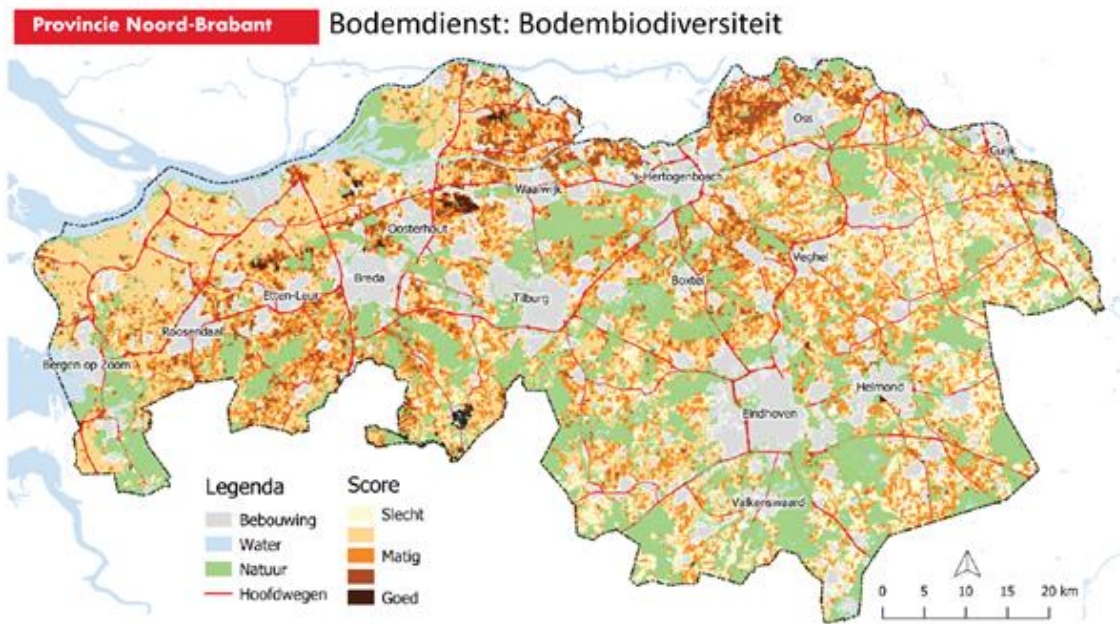 Provincie Noord-Brabant
Bodemdienst: Bodembiodiversiteit
Oss
Cuijk
's-Hertogenbosch
Waalwijk
Oosterhout
Veghel
Breda
Boxtel
Etten-Leur
Tilburg
Roosendaal
Bergen op Zoom
Helmond
Eindhoven
Valkenswaard
Legenda
Bebouwing
Water
Natuur
Hoofdwegen
Score
Slecht
Matig
Goed
0 5 10 15 20 km